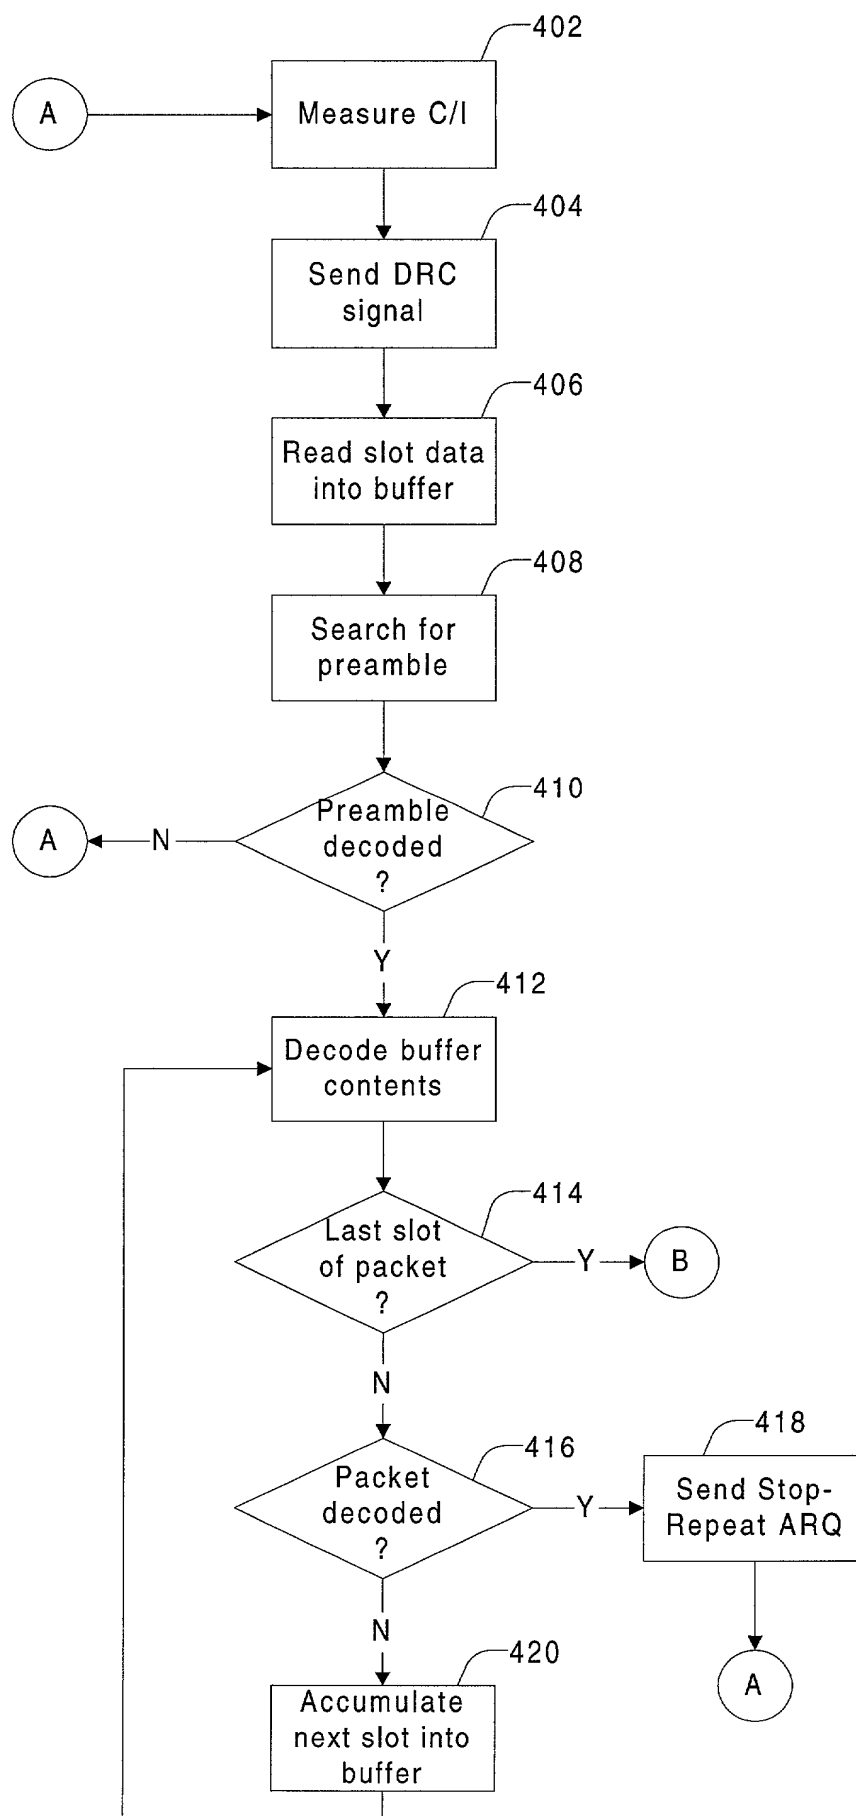 402
A
Measure C/I
404
Send DRC
signal
406
Read slot data
into buffer
408
Search for
preamble
410
Preamble
decoded
?
A
N
Y
412
Decode buffer
contents
414
Last slot
of packet
?
Y
B
N
416
Packet
decoded
?
Y
418
Send Stop-
Repeat ARQ
N
A
420
Accumulate
next slot into
buffer